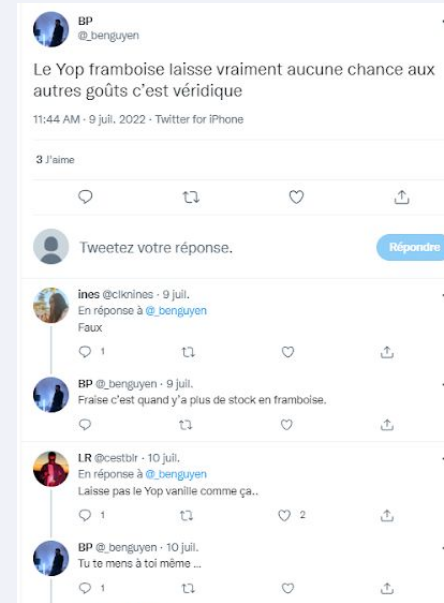 BP
@_benguyen
Le Yop framboise laisse vraiment aucune chance aux
autres goûts c'est véridique
11:44 AM · 9 juil. 2022 · Twitter for iPhone
3 J'aime
Tweetez votre réponse.
Répondre
ines @clknines · 9 juil.
En réponse à @_benguyen
Faux
1
BP @_benguyen · 9 juil.
Fraise c'est quand y'a plus de stock en framboise.
LR @cestblr · 10 juil.
En réponse à @_benguyen
Laisse pas le Yop vanille comme ça..
1 2
BP @_benguyen · 10 juil.
Tu te mens à toi même ...
1